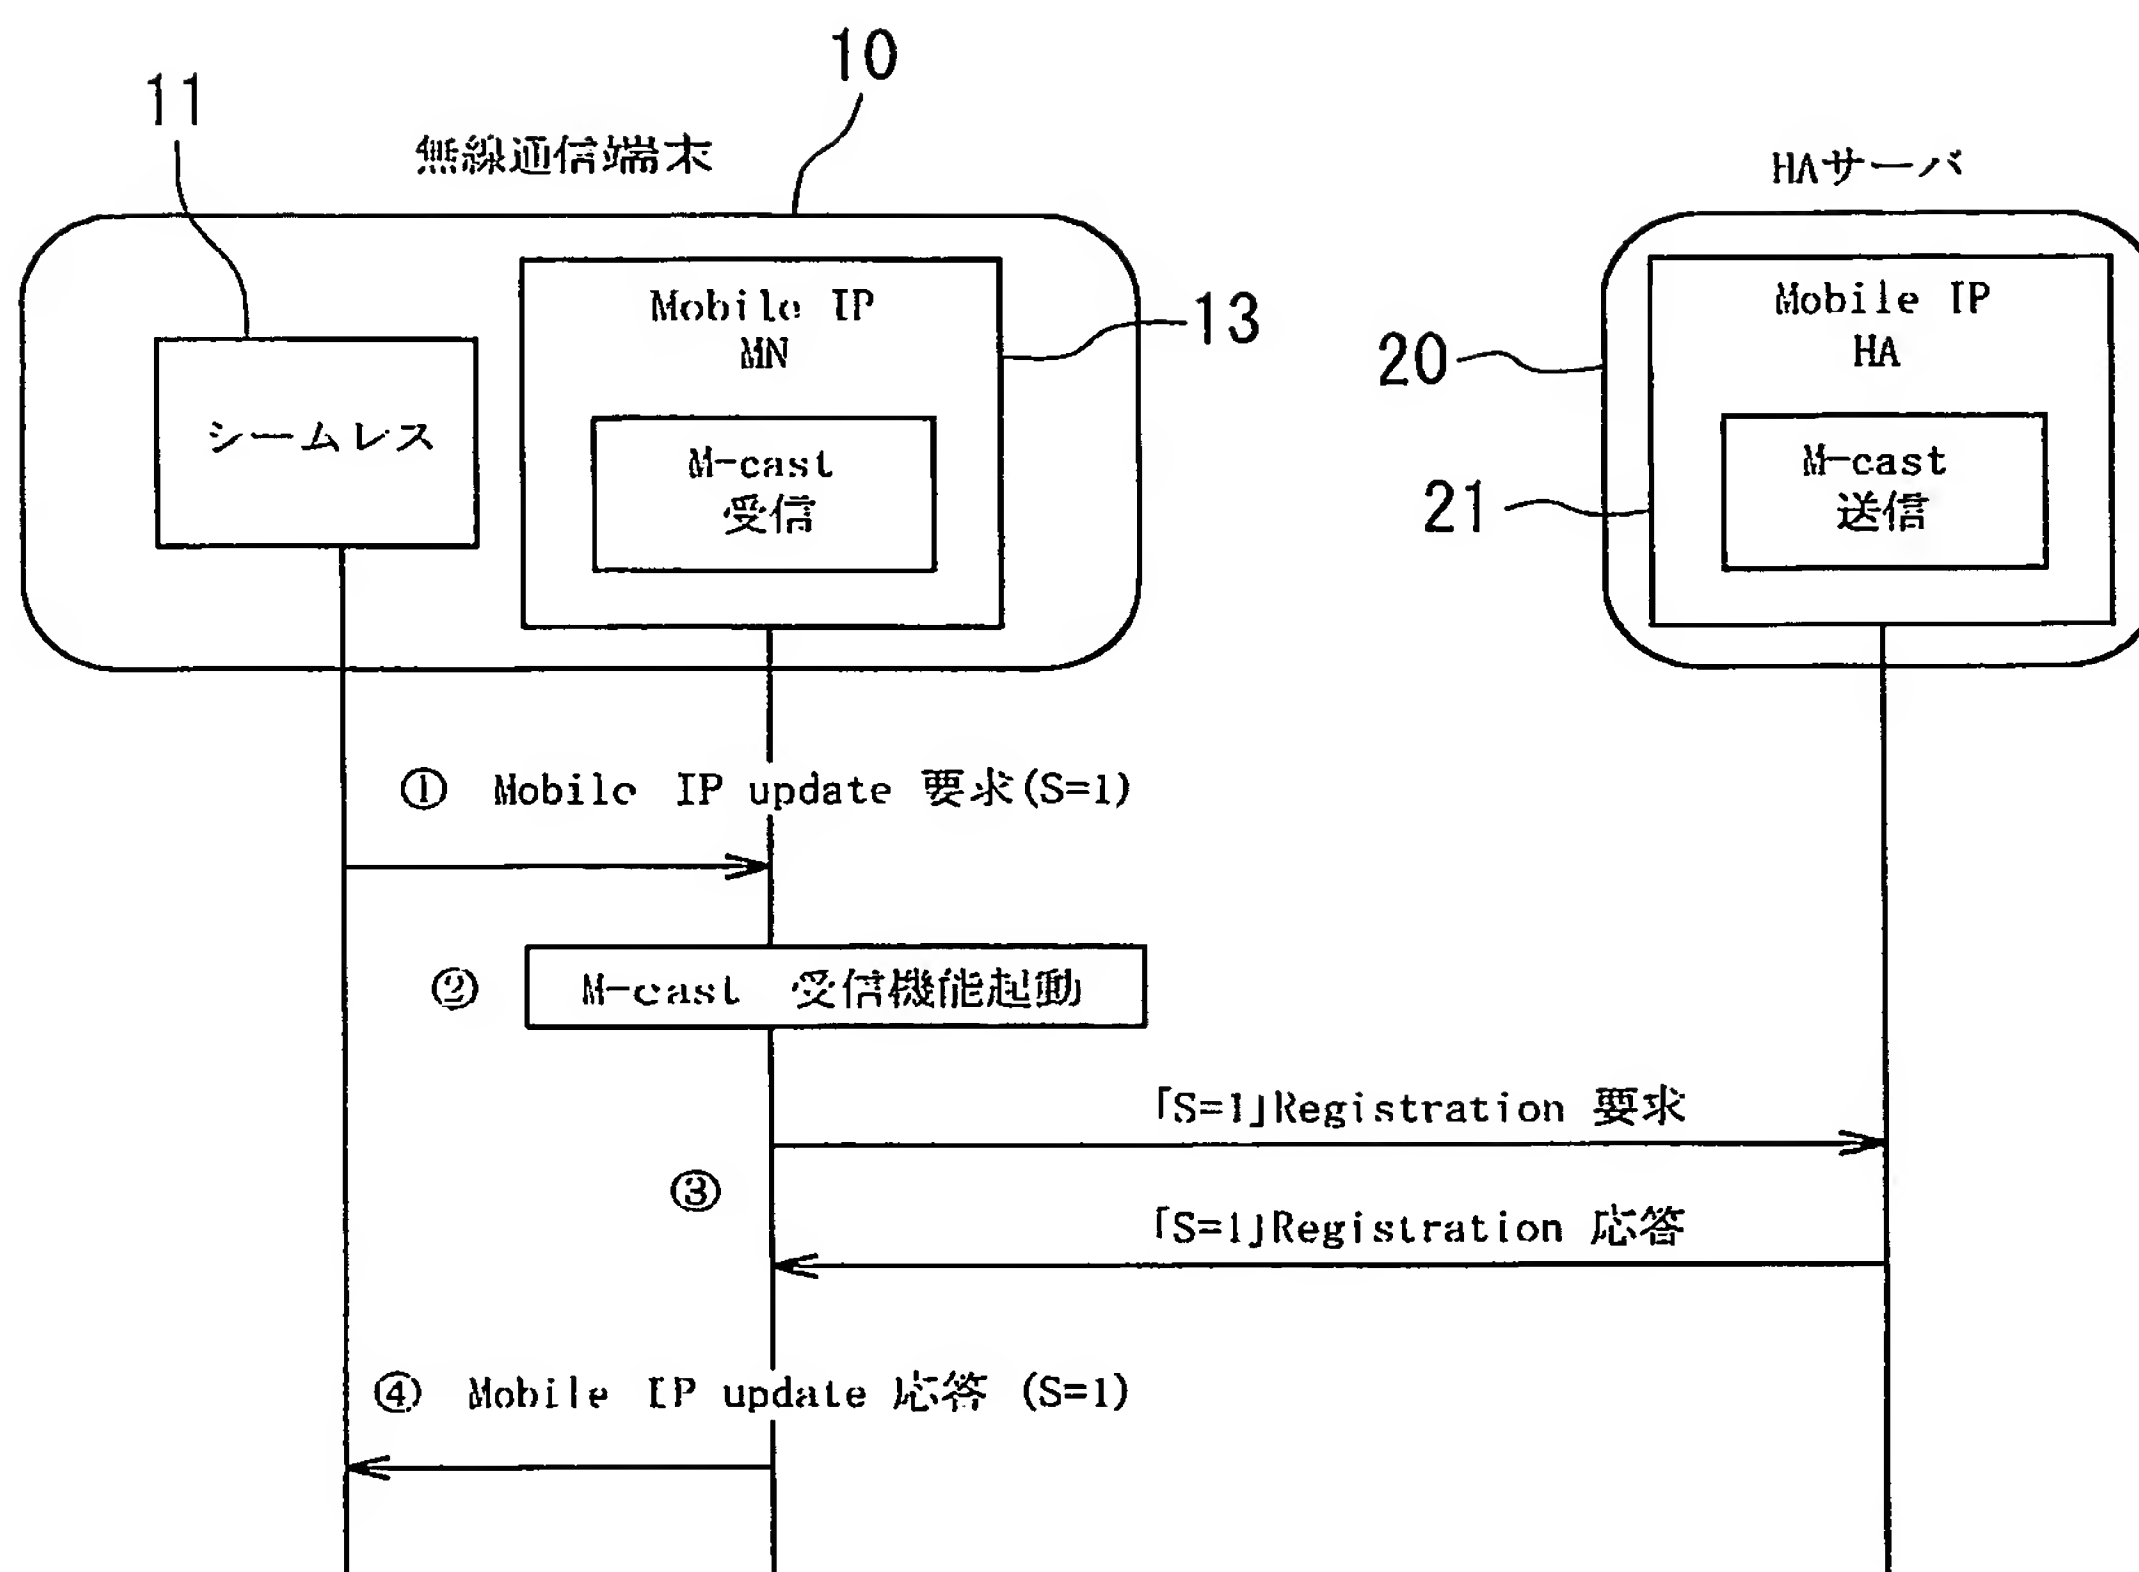 10
11
無線通信端末
HAサーバ
Mobile IP
MN
13
シームレス
M-cast
受信
Mobile IP
HA
20
M-cast
送信
21
① Mobile IP update 要求(S=1)
② M-cast 受信機能起動
「S=1」Registration 要求
③
「S=1」Registration 応答
④ Mobile IP update 応答 (S=1)